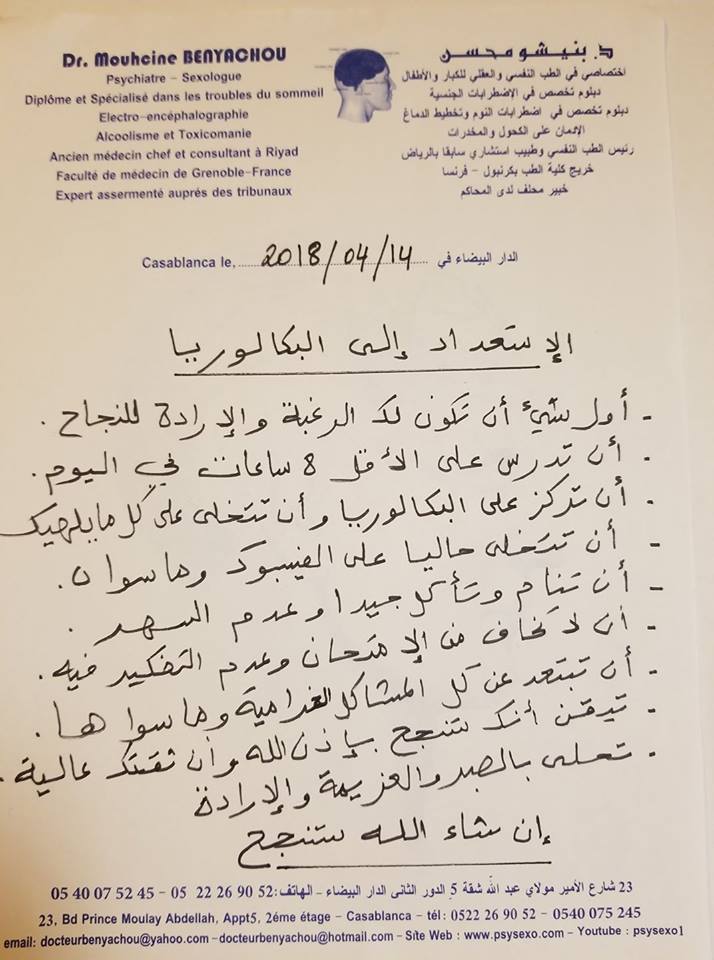 Dr. Mouhcine BENYACHOU
Psychiatre - Sexologue
Diplôme et Spécialisé dans les troubles du sommeil
Electro-encéphalographie
Alcoolisme et Toxicomanie
Ancien médecin chef et consultant à Riyad
Faculté de médecin de Grenoble-France
Expert assermenté auprés des tribunaux
د. بنيشو محسن
اختصاصي في الطب النفسي والعقلي للكبار والأطفال
دبلوم تخصص في الإضطرابات الجنسية
دبلوم تخصص في اضطرابات النوم وتخطيط الدماغ
الادمان على الكحول والمخدرات
رئيس الطب النفسي وطبيب استشاري سابقا بالرياض
خريج كلية الطب بكرنبول - فرنسا
خبير محلف لدى المحاكم
Casablanca le, 2018/04/14 الدار البيضاء في
الإستعداد إلى البكالوريا
- أول شيء أن تكون لك الرغبة والإرادة للنجاح.
- أن تدرس على الأقل 8 ساعات في اليوم.
- أن تركز على البكالوريا وأن تتخلى على كل مايلهيك
- أن تتخلى حاليا على الفيسبوك وما سواه.
- أن تنام وتأكل جيدا وعدم السهر.
- أن لا تخاف من الإمتحان وعدم التفكير فيه.
- أن تبتعد عن كل المشاكل الغرامية وما سواها.
- تيقن أنك ستنجح بإذن الله وأن ثقتك عالية.
- تحلى بالصبر والعزيمة والإرادة
إن شاء الله ستنجح
23 شارع الأمير مولاي عبد الله شقة 5 الدور الثاني الدار البيضاء - الهاتف: 52 90 26 22 05 - 45 52 07 40 05
23, Bd Prince Moulay Abdellah, Appt5, 2éme étage - Casablanca - tél: 0522 26 90 52 - 0540 075 245
email: docteurbenyachou@yahoo.com -docteurbenyachou@hotmail.com - Site Web : www.psysexo.com - Youtube : psysexo1